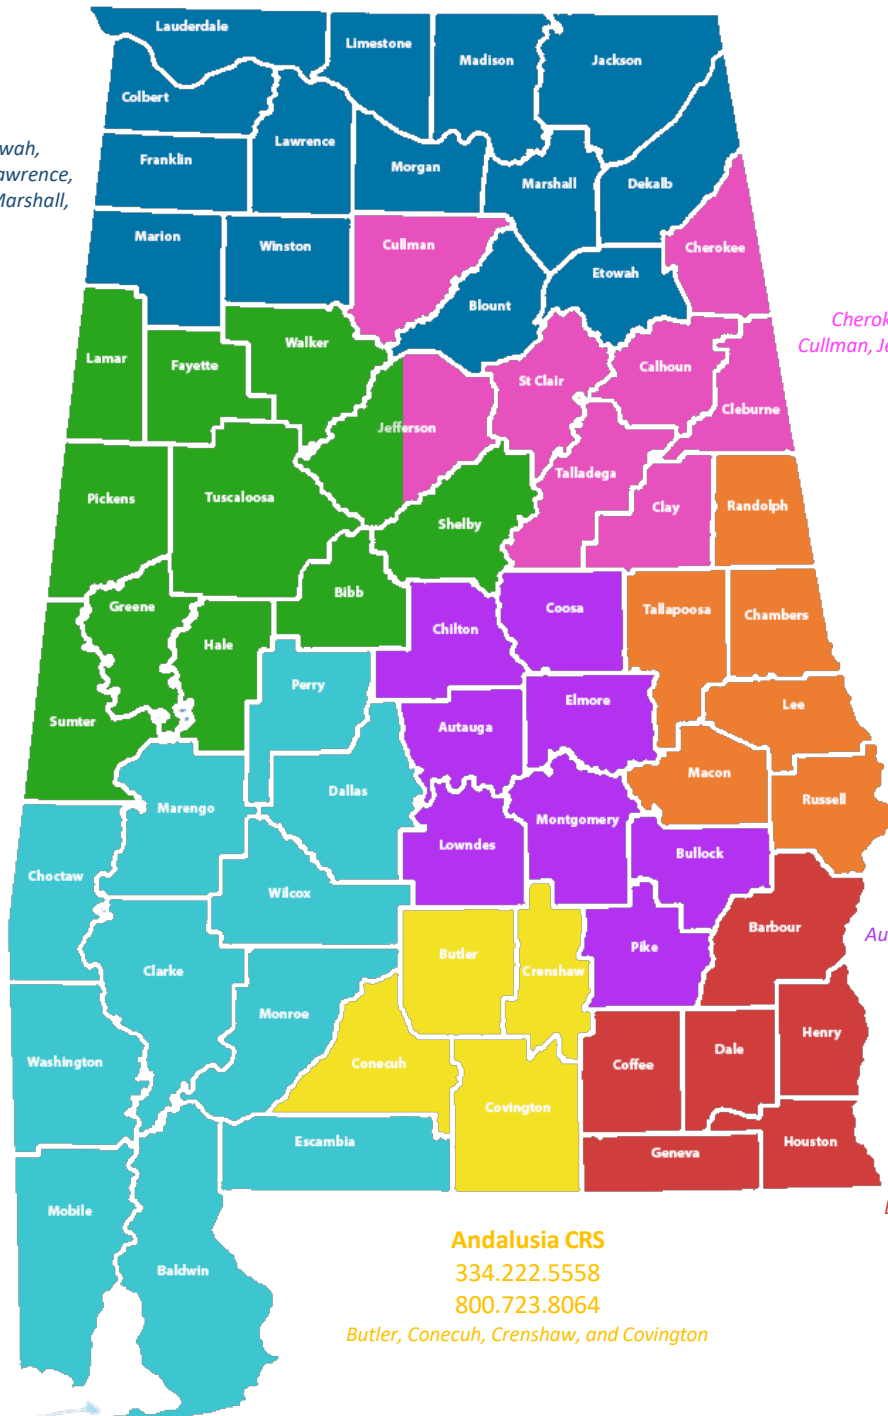 Lauderdale
Limestone
Madison
Jackson
Colbert
wah,
awrence,
Marshall,
Franklin
Lawrence
Morgan
Marshall
Dekalb
Marion
Winston
Cullman
Cherokee
Etowah
Blount
Cherok
Cullman, Je
Lamar
Fayette
Walker
St Clair
Calhoun
Cleburne
Jefferson
Talladega
Pickens
Tuscaloosa
Shelby
Clay
Randolph
Greene
Bibb
Coosa
Tallapoosa
Chambers
Hale
Chilton
Perry
Elmore
Lee
Sumter
Autauga
Macon
Russell
Marengo
Dallas
Montgomery
Lowndes
Bullock
Choctaw
Wilcox
Barbour
Au
Clarke
Butler
Crenshaw
Pike
Monroe
Henry
Washington
Conecuh
Coffee
Dale
Covington
Escambia
Geneva
Houston
Mobile
Baldwin
Andalusia CRS
334.222.5558
800.723.8064
Butler, Conecuh, Crenshaw, and Covington